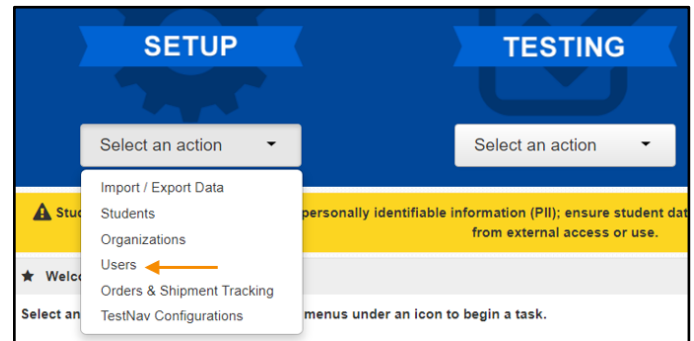 SETUP
TESTING
Select an action
Select an action
Import / Export Data
Students
Organizations
Users
Orders & Shipment Tracking
TestNav Configurations
personally identifiable information (PII); ensure student
from external access or use.
Select an
menus under an icon to begin a task.